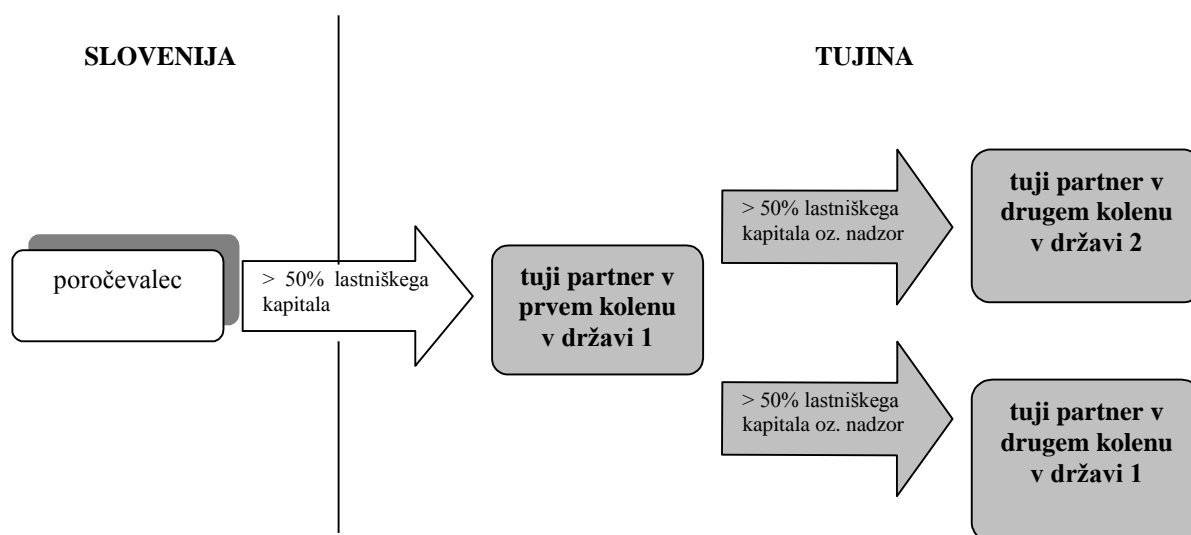 SLOVENIJA
TUJINA
poročevalec
> 50% lastniškega
kapitala
tuji partner v
prvem kolenu
v državi 1
> 50% lastniškega
kapitala oz. nadzor
tuji partner v
drugem kolenu
v državi 2
> 50% lastniškega
kapitala oz. nadzor
tuji partner v
drugem kolenu
v državi 1